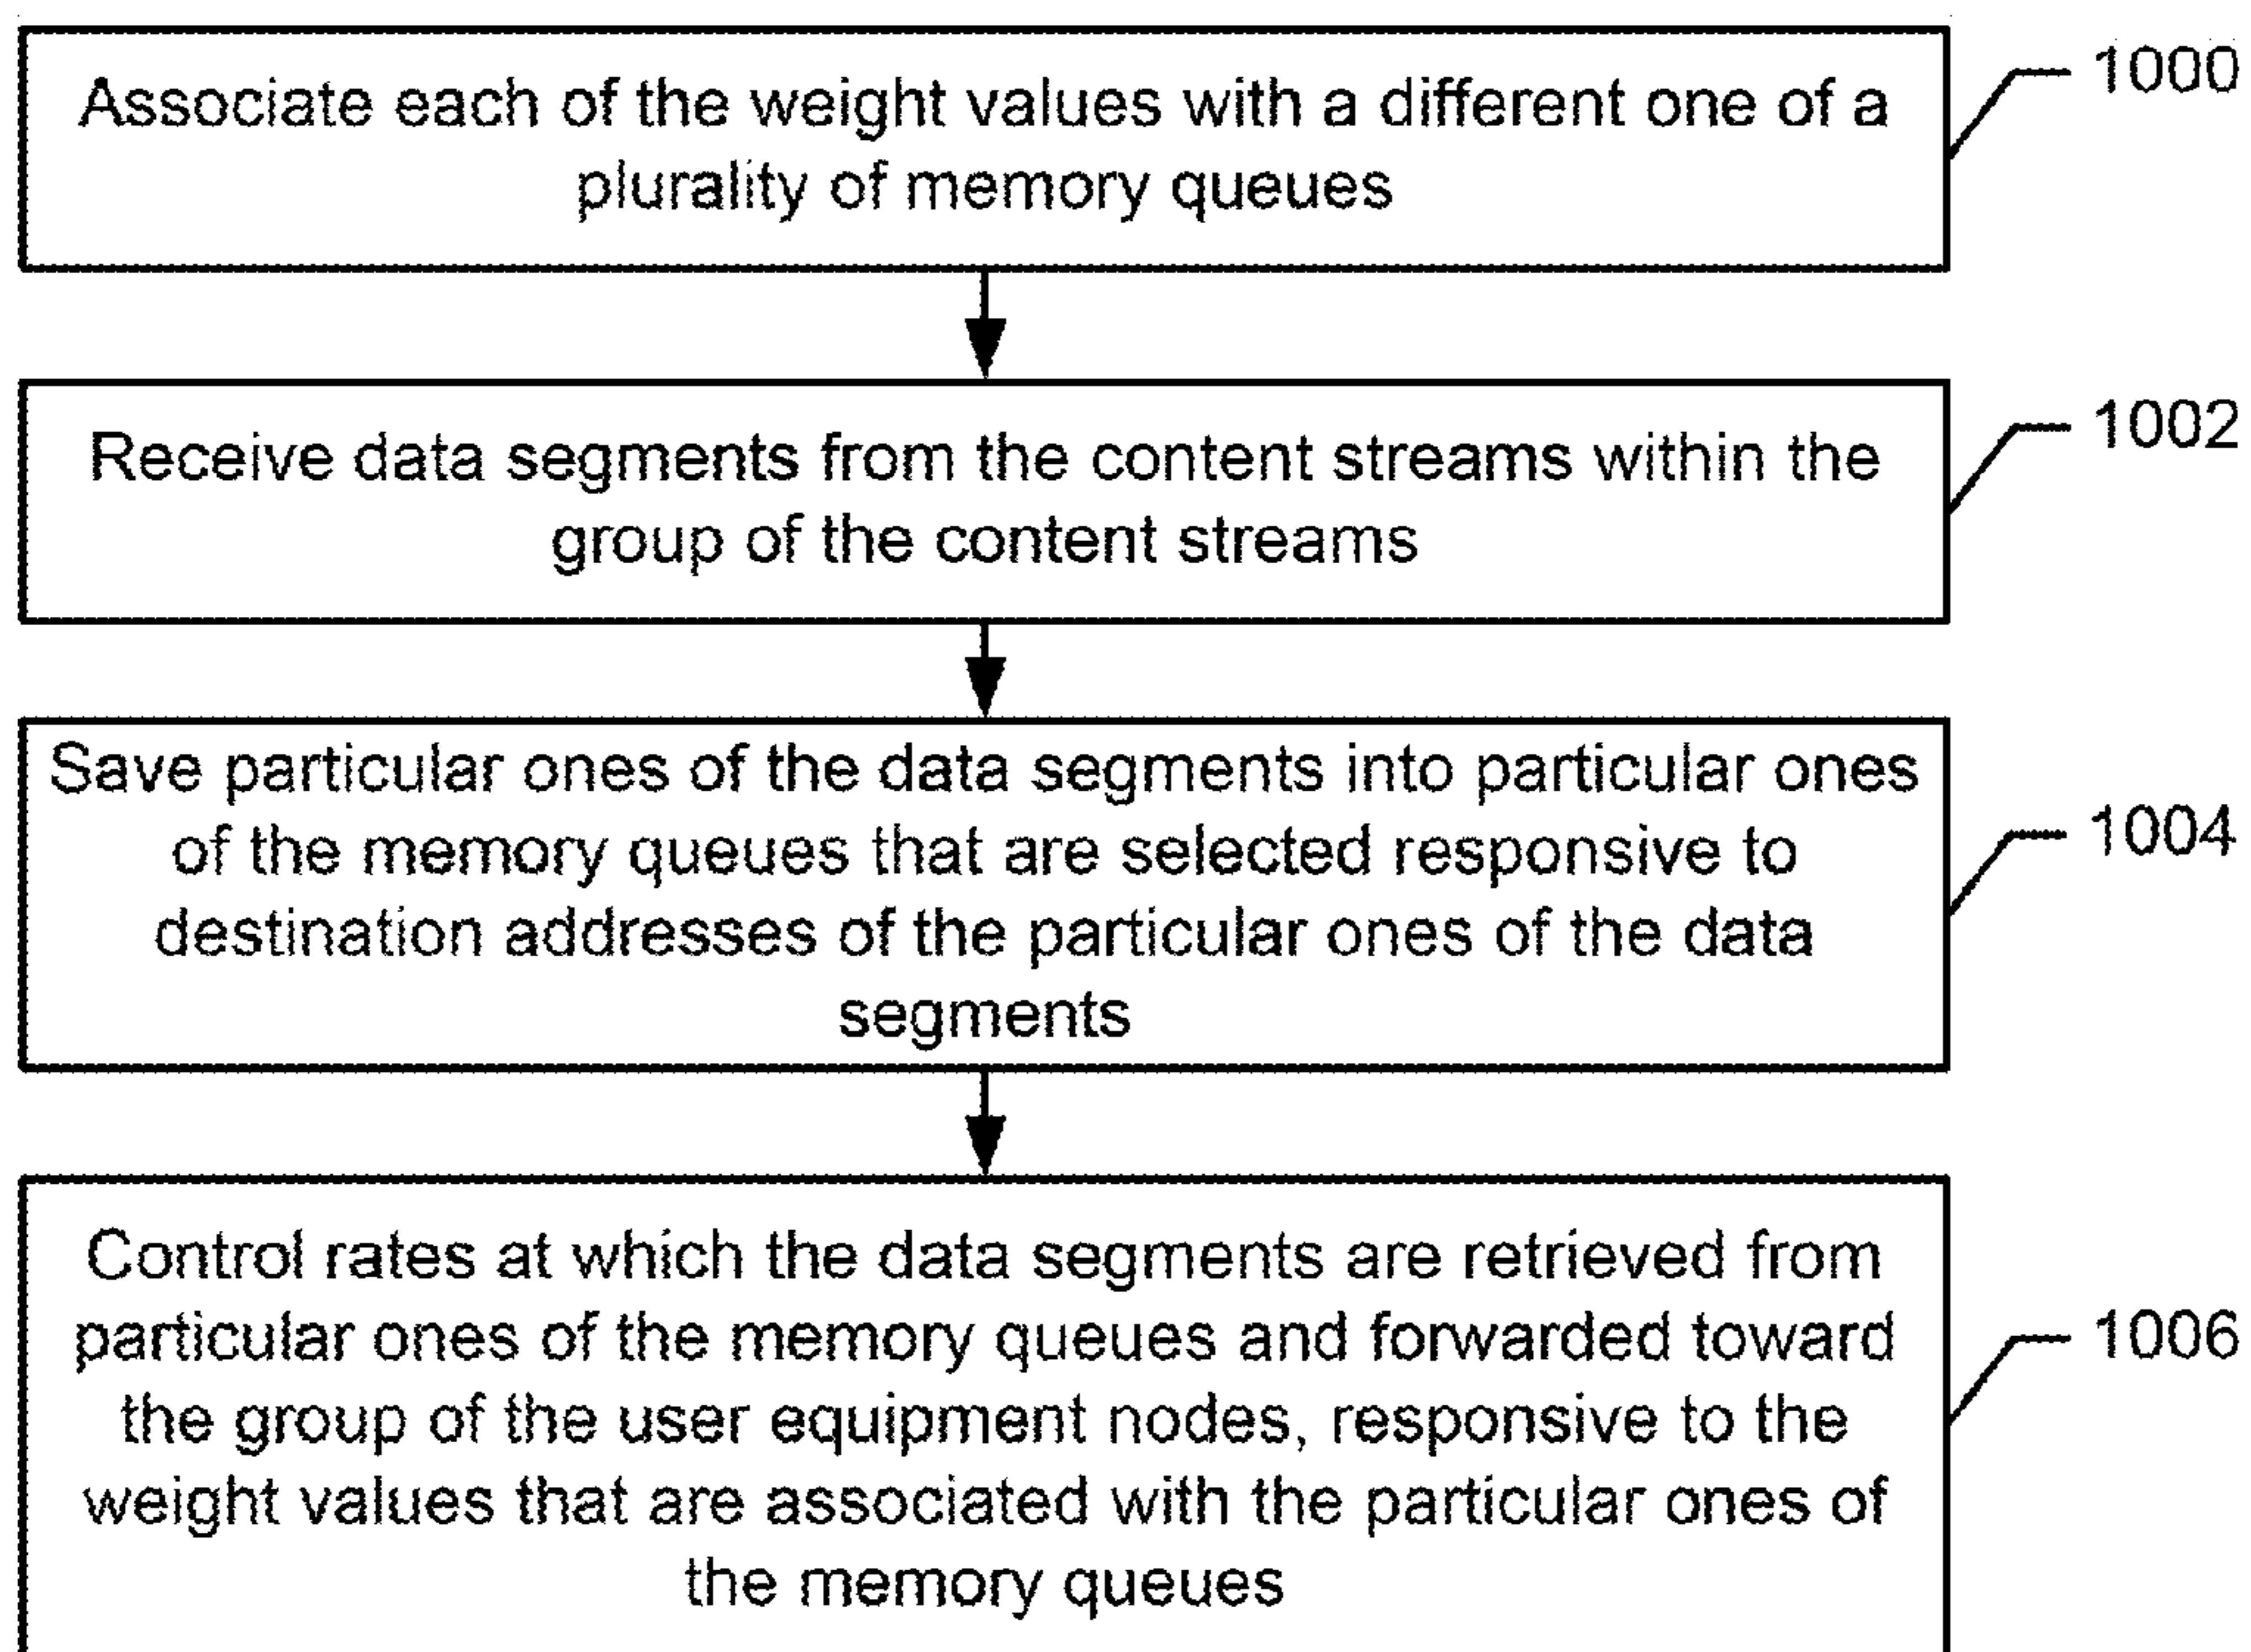 Associate each of the weight values with a different one of a
plurality of memory queues
1000
Receive data segments from the content streams within the
group of the content streams
1002
Save particular ones of the data segments into particular ones
of the memory queues that are selected responsive to
destination addresses of the particular ones of the data
segments
1004
Control rates at which the data segments are retrieved from
particular ones of the memory queues and forwarded toward
the group of the user equipment nodes, responsive to the
weight values that are associated with the particular ones of
the memory queues
1006